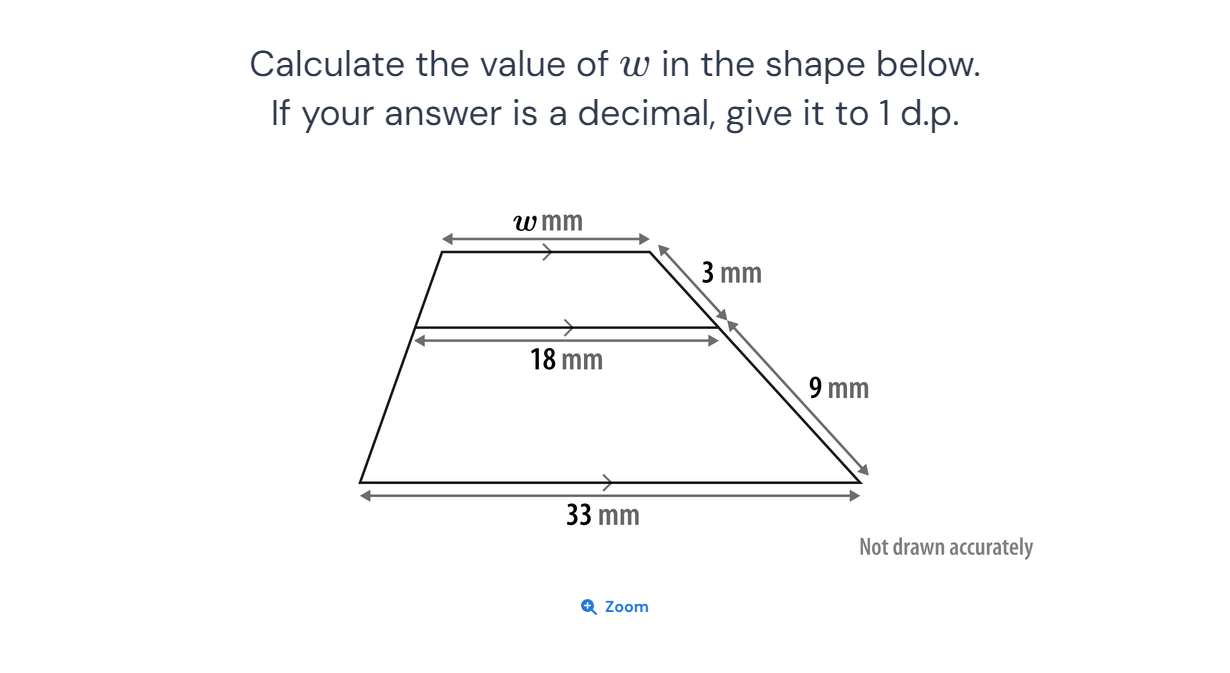 Calculate the value of w in the shape below.
If your answer is a decimal, give it to 1 d.p.
w mm
3 mm
18 mm
9 mm
33 mm
Not drawn accurately
Zoom